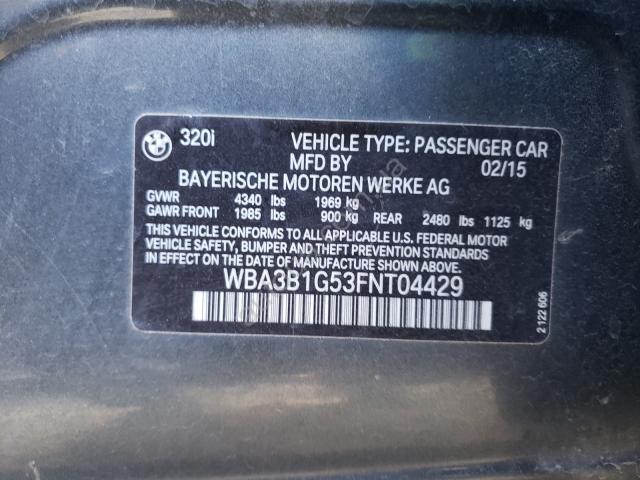 320i VEHICLE TYPE: PASSENGER CAR
MFD BY 02/15
BAYERISCHE MOTOREN WERKE AG
GVWR 4340 lbs 1969 kg
GAWR FRONT 1985 lbs 900 kg REAR 2480 lbs 1125 kg
THIS VEHICLE CONFORMS TO ALL APPLICABLE U.S. FEDERAL MOTOR
VEHICLE SAFETY, BUMPER AND THEFT PREVENTION STANDARDS
IN EFFECT ON THE DATE OF MANUFACTURE SHOWN ABOVE.
WBA3B1G53FNT04429
2 122 606